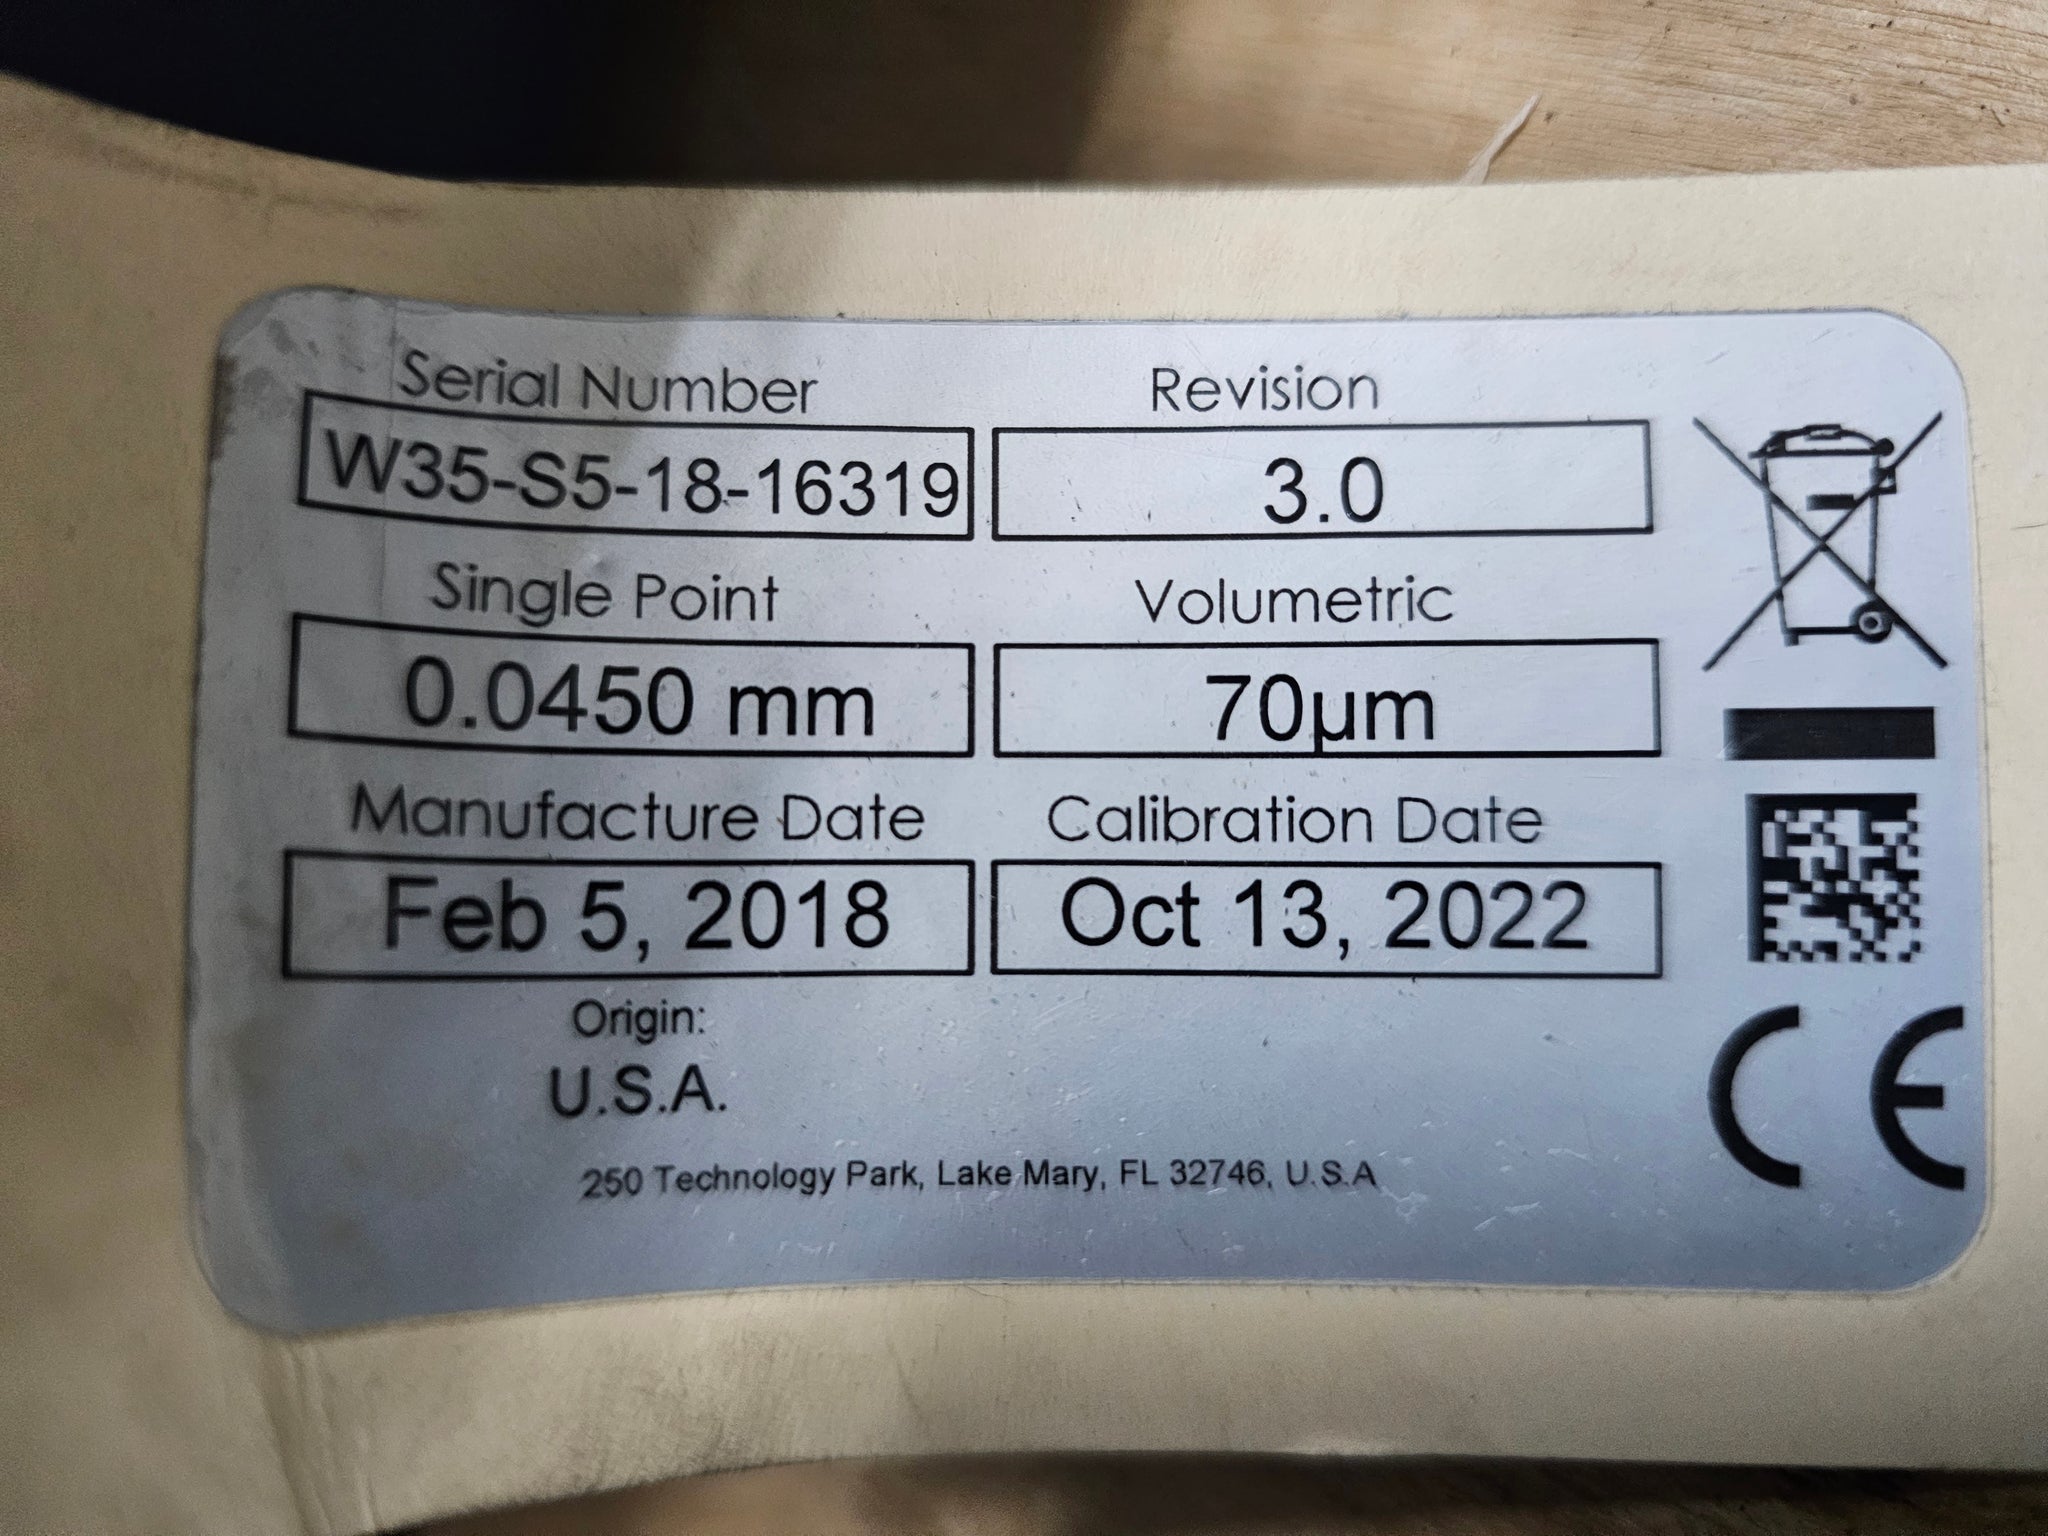 Serial Number Revision
W35-S5-18-16319 3.0
Single Point Volumetric
0.0450 mm 70µm
Manufacture Date Calibration Date
Feb 5, 2018 Oct 13, 2022
Origin:
U.S.A.
250 Technology Park, Lake Mary, FL 32746, U.S.A
CE